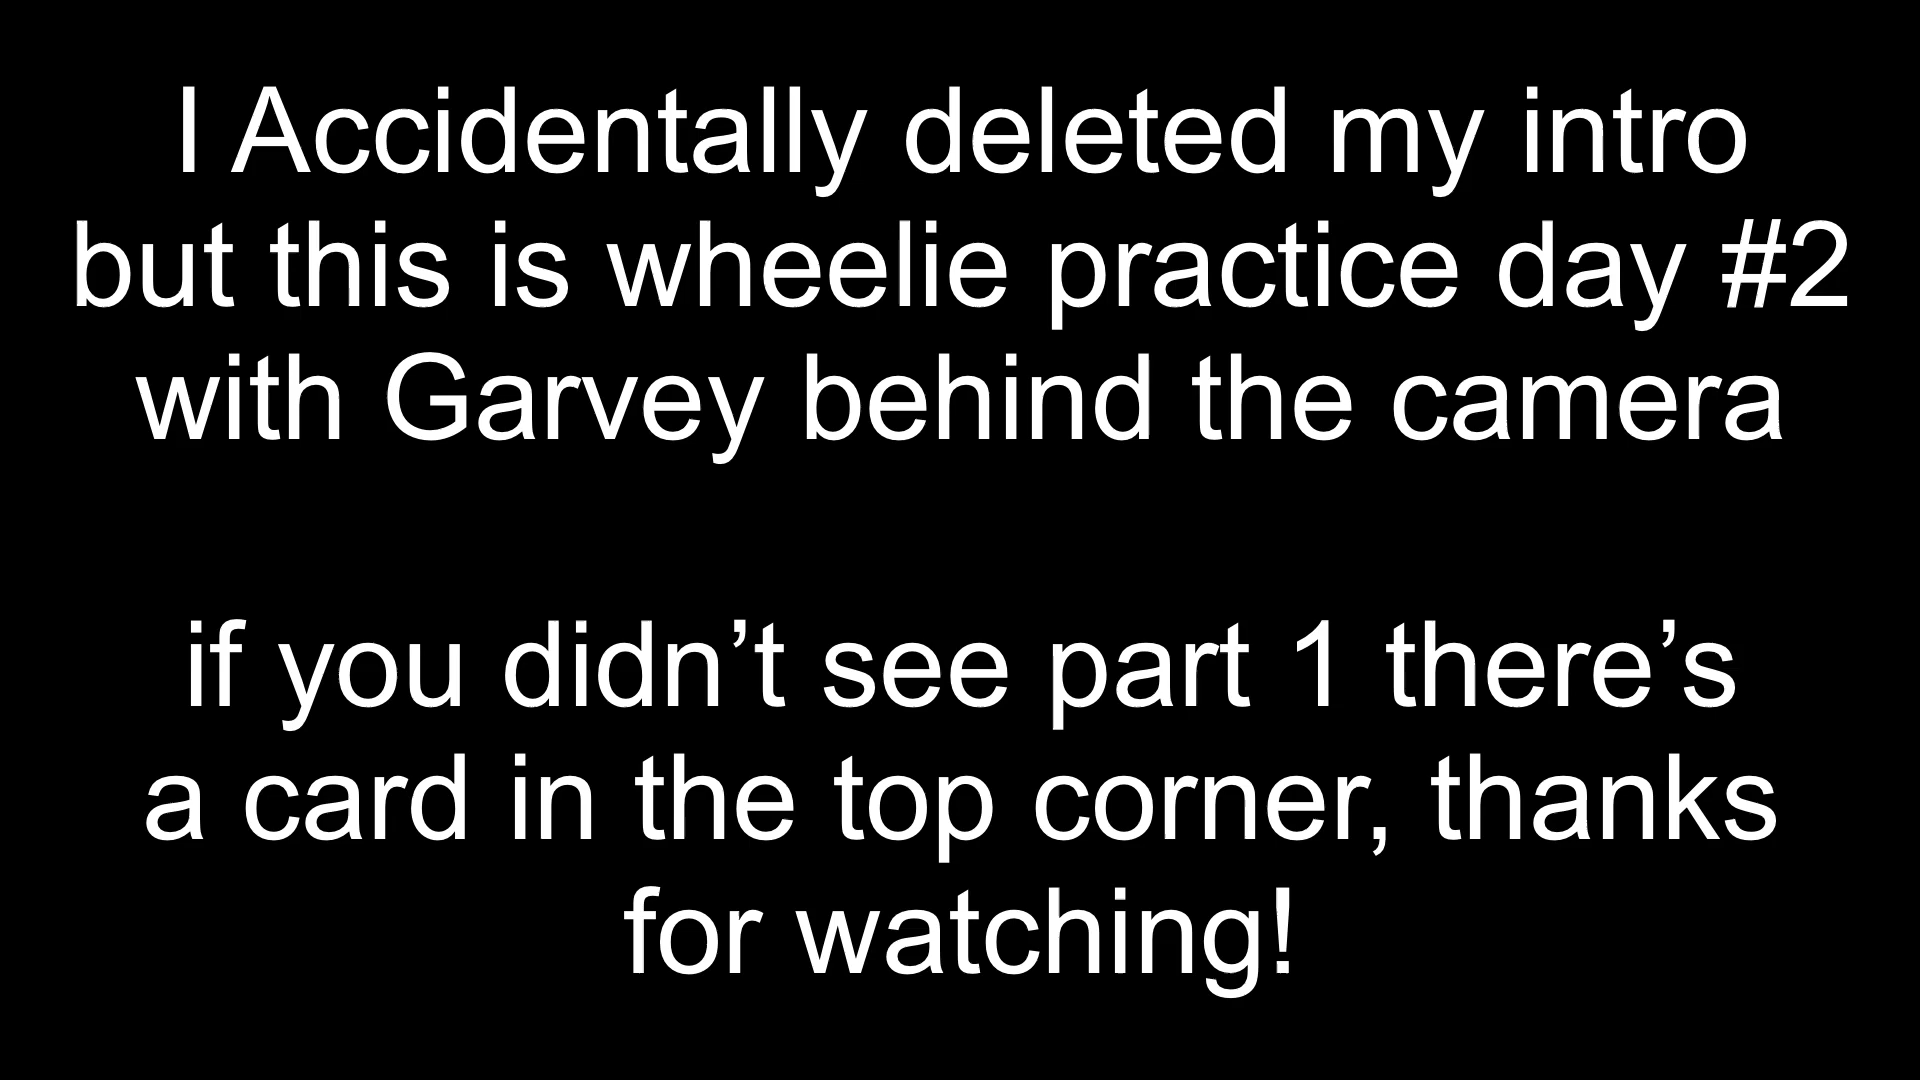 I Accidentally deleted my intro
but this is wheelie practice day #2
with Garvey behind the camera
if you didn’t see part 1 there’s
a card in the top corner, thanks
for watching!